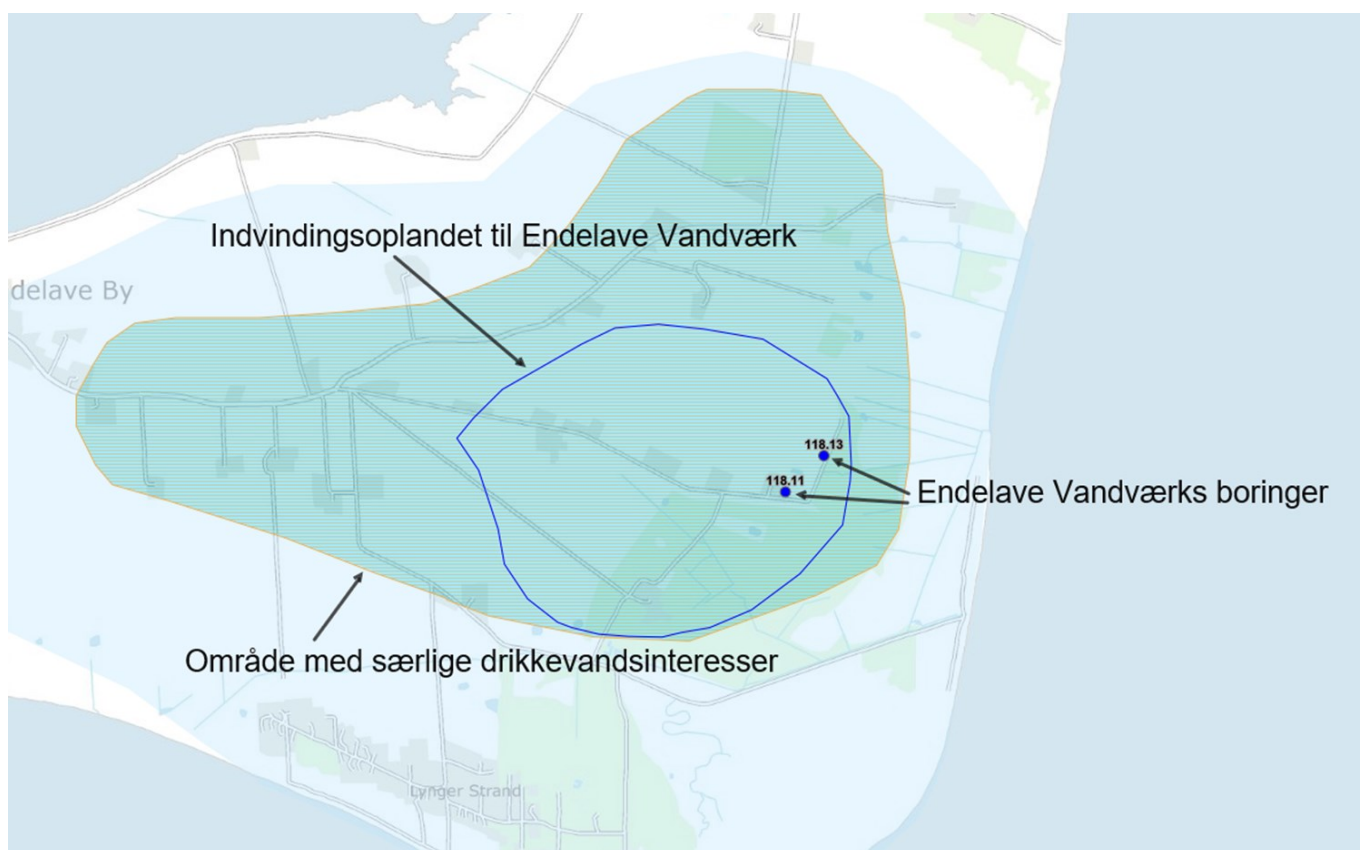 Indvindingsoplandet til Endelave Vandværk
delave By
118.13
118.11
Endelave Vandværks boringer
Område med særlige drikkevandsinteresser
Lynger Strand